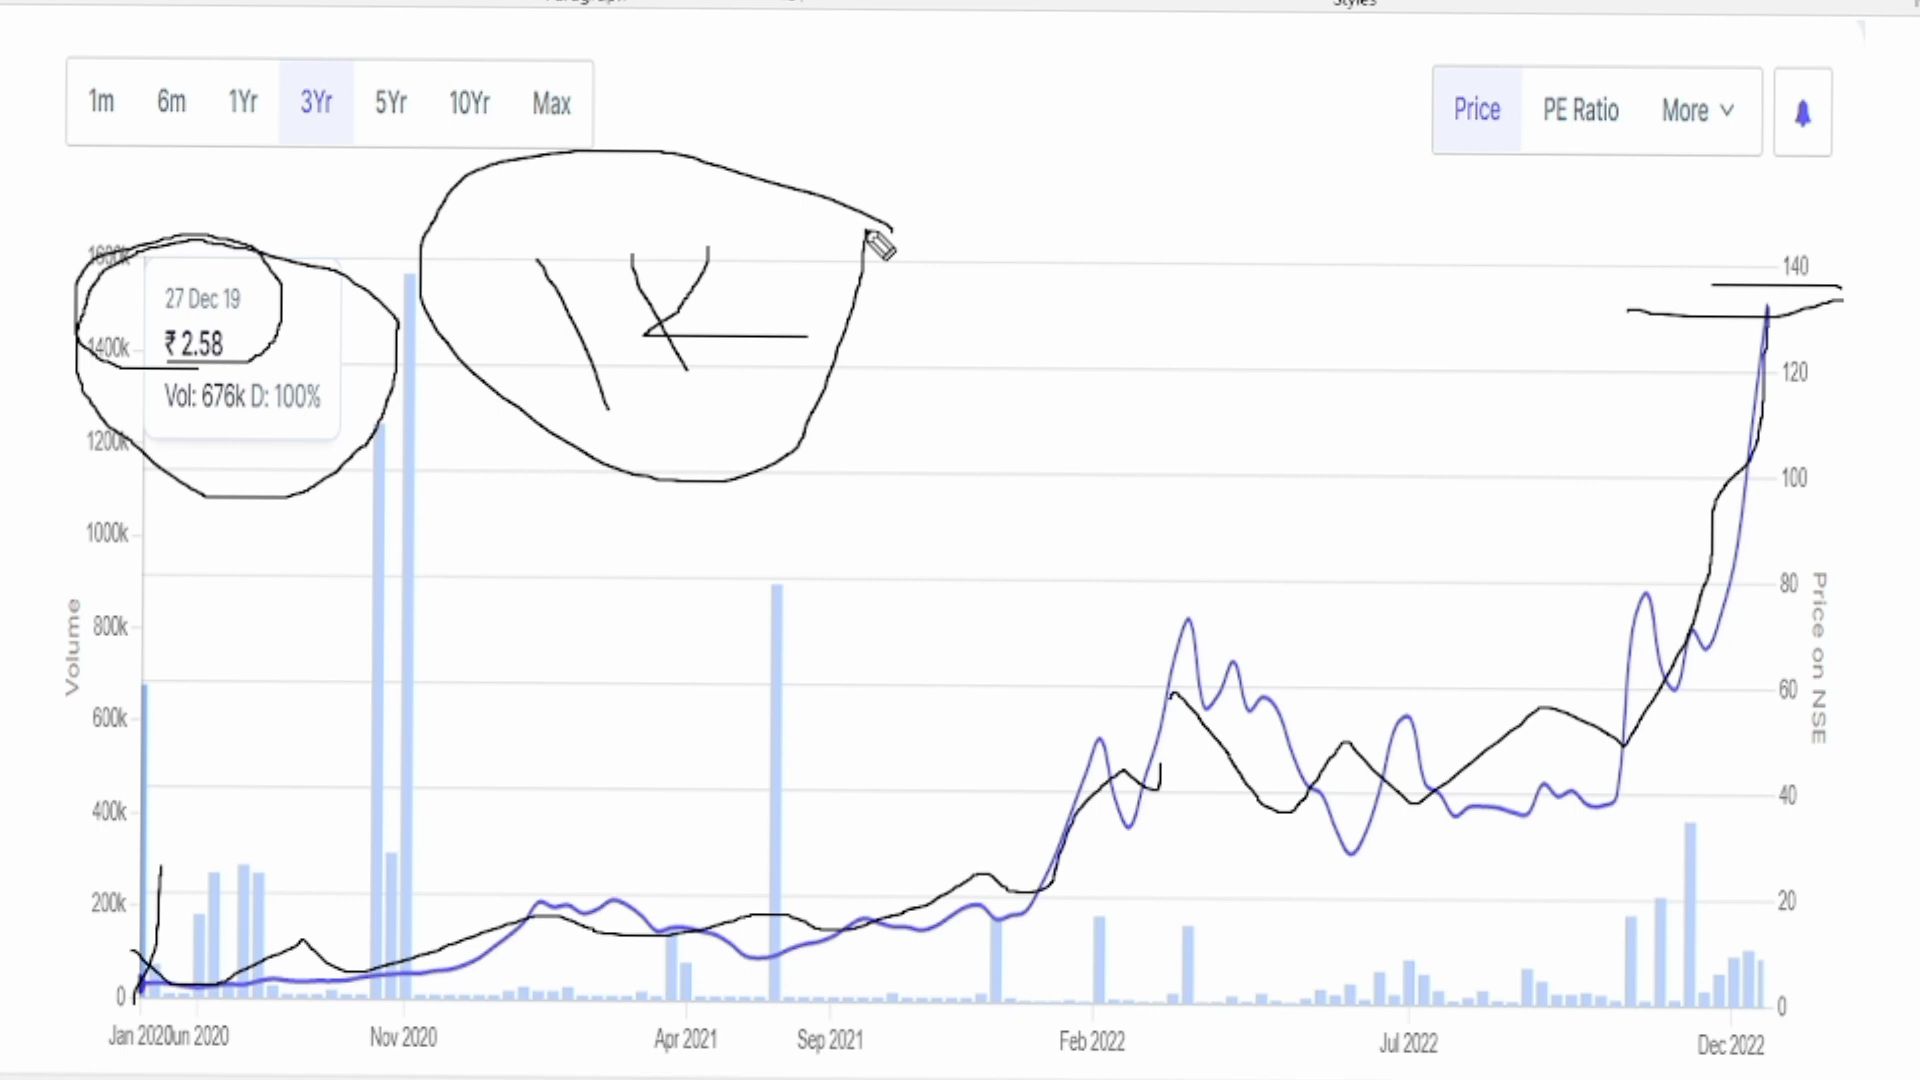 Styles
1m 6m 1Yr 3Yr 5Yr 10Yr Max
Price PE Ratio More
1600k
1400k
1200k
1000k
800k
600k
400k
200k
0
Volume
27 Dec 19
₹ 2.58
Vol: 676k D: 100%
140
120
100
80
60
40
20
0
Price on NSE
Jan 2020 Jun 2020 Nov 2020 Apr 2021 Sep 2021 Feb 2022 Jul 2022 Dec 2022